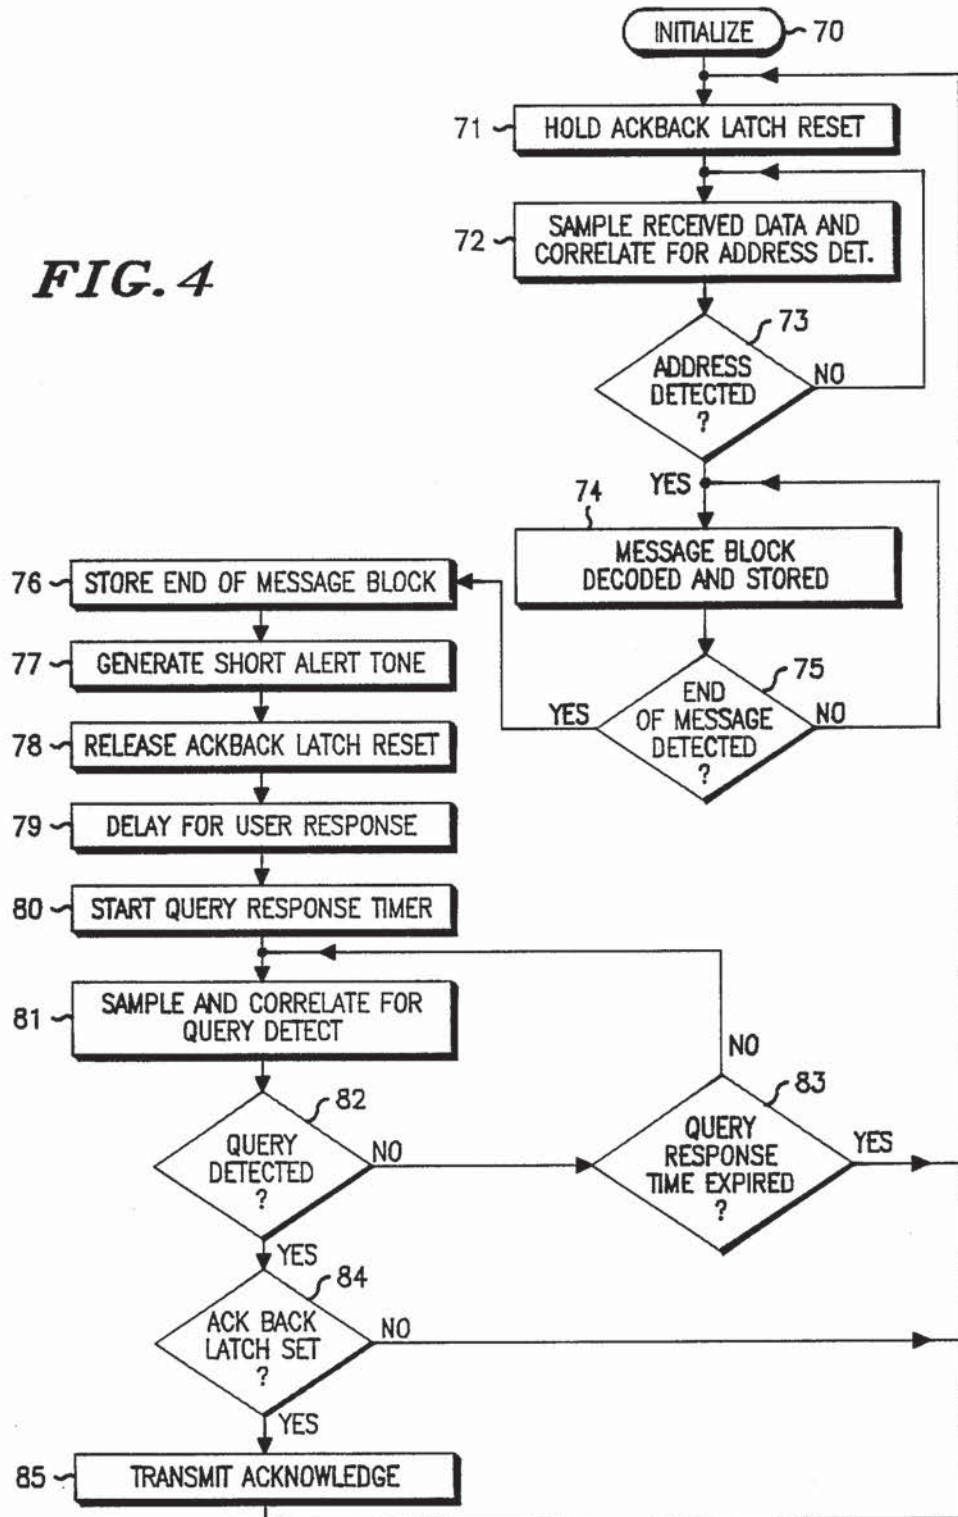 INITIALIZE
70
71
HOLD ACKBACK LATCH RESET
72
SAMPLE RECEIVED DATA AND
CORRELATE FOR ADDRESS DET.
FIG. 4
73
ADDRESS
DETECTED
?
NO
YES
74
MESSAGE BLOCK
DECODED AND STORED
75
END
OF MESSAGE
DETECTED
?
YES
NO
76
STORE END OF MESSAGE BLOCK
77
GENERATE SHORT ALERT TONE
78
RELEASE ACKBACK LATCH RESET
79
DELAY FOR USER RESPONSE
80
START QUERY RESPONSE TIMER
81
SAMPLE AND CORRELATE FOR
QUERY DETECT
82
QUERY
DETECTED
?
NO
YES
83
QUERY
RESPONSE
TIME EXPIRED
?
NO
YES
84
ACK BACK
LATCH SET
?
NO
YES
85
TRANSMIT ACKNOWLEDGE